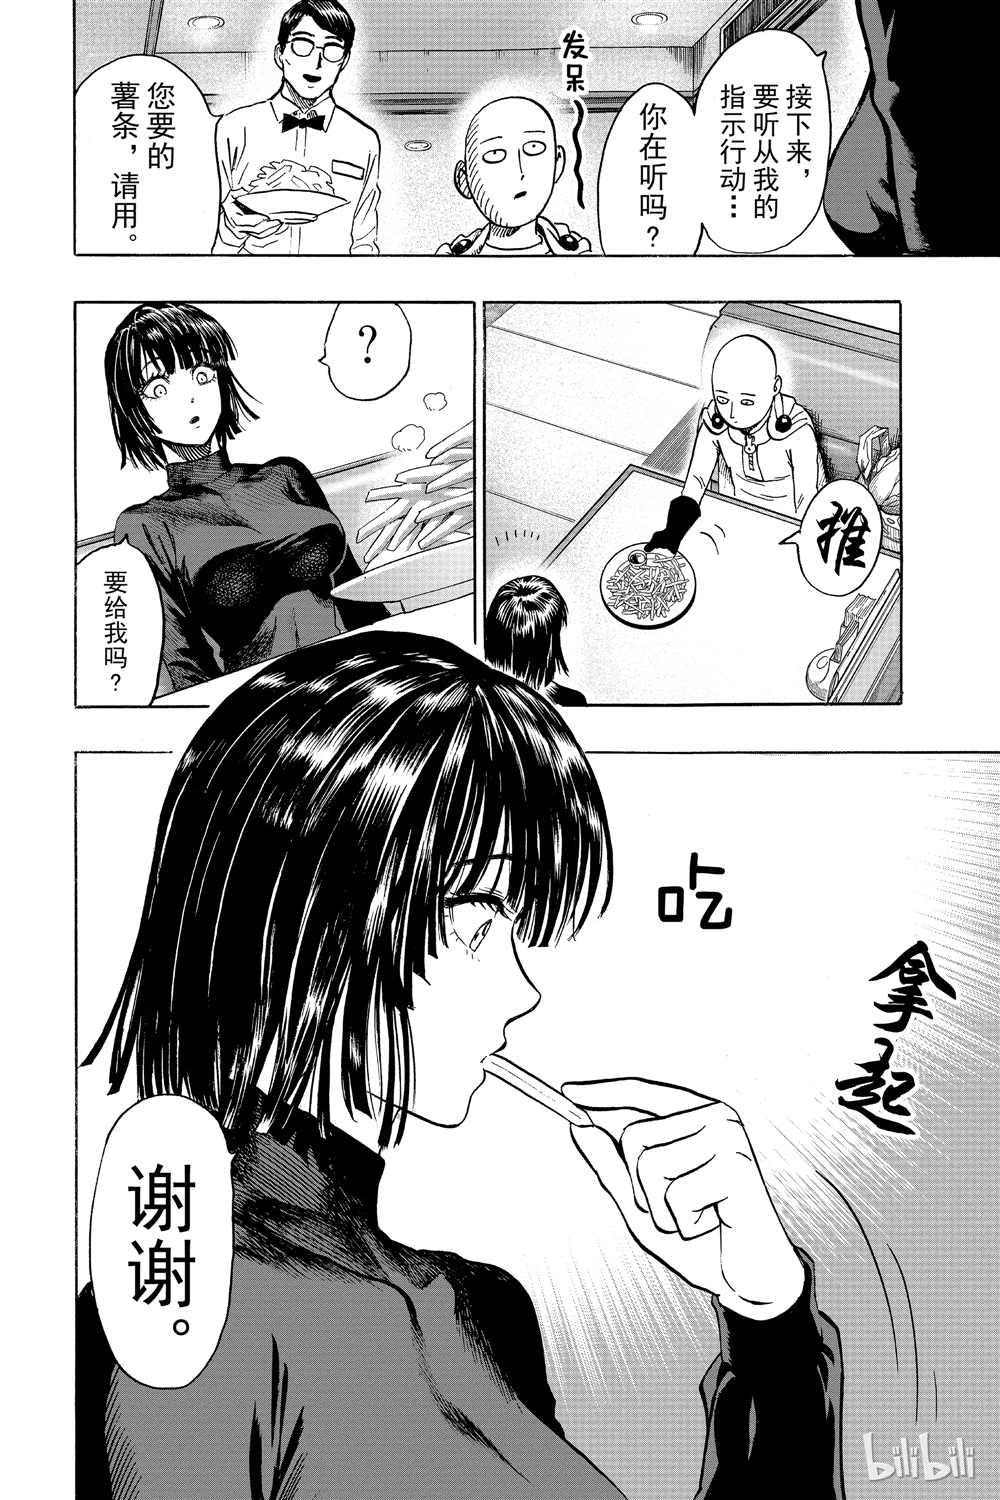 接下来，
要听从我的
指示行动…
你在听吗？
发呆
您要的
薯条，请用。
推
？
要给我吗？
吃
拿起
谢谢。
bilibili